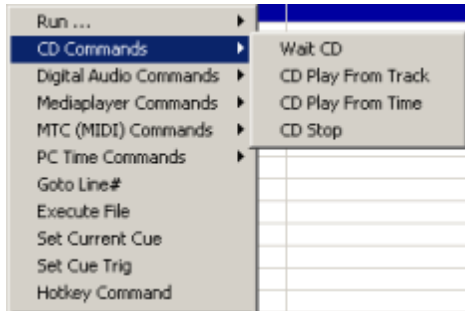 Run ...
CD Commands
Digital Audio Commands
Mediaplayer Commands
MTC (MIDI) Commands
PC Time Commands
Goto Line#
Execute File
Set Current Cue
Set Cue Trig
Hotkey Command
Wait CD
CD Play From Track
CD Play From Time
CD Stop